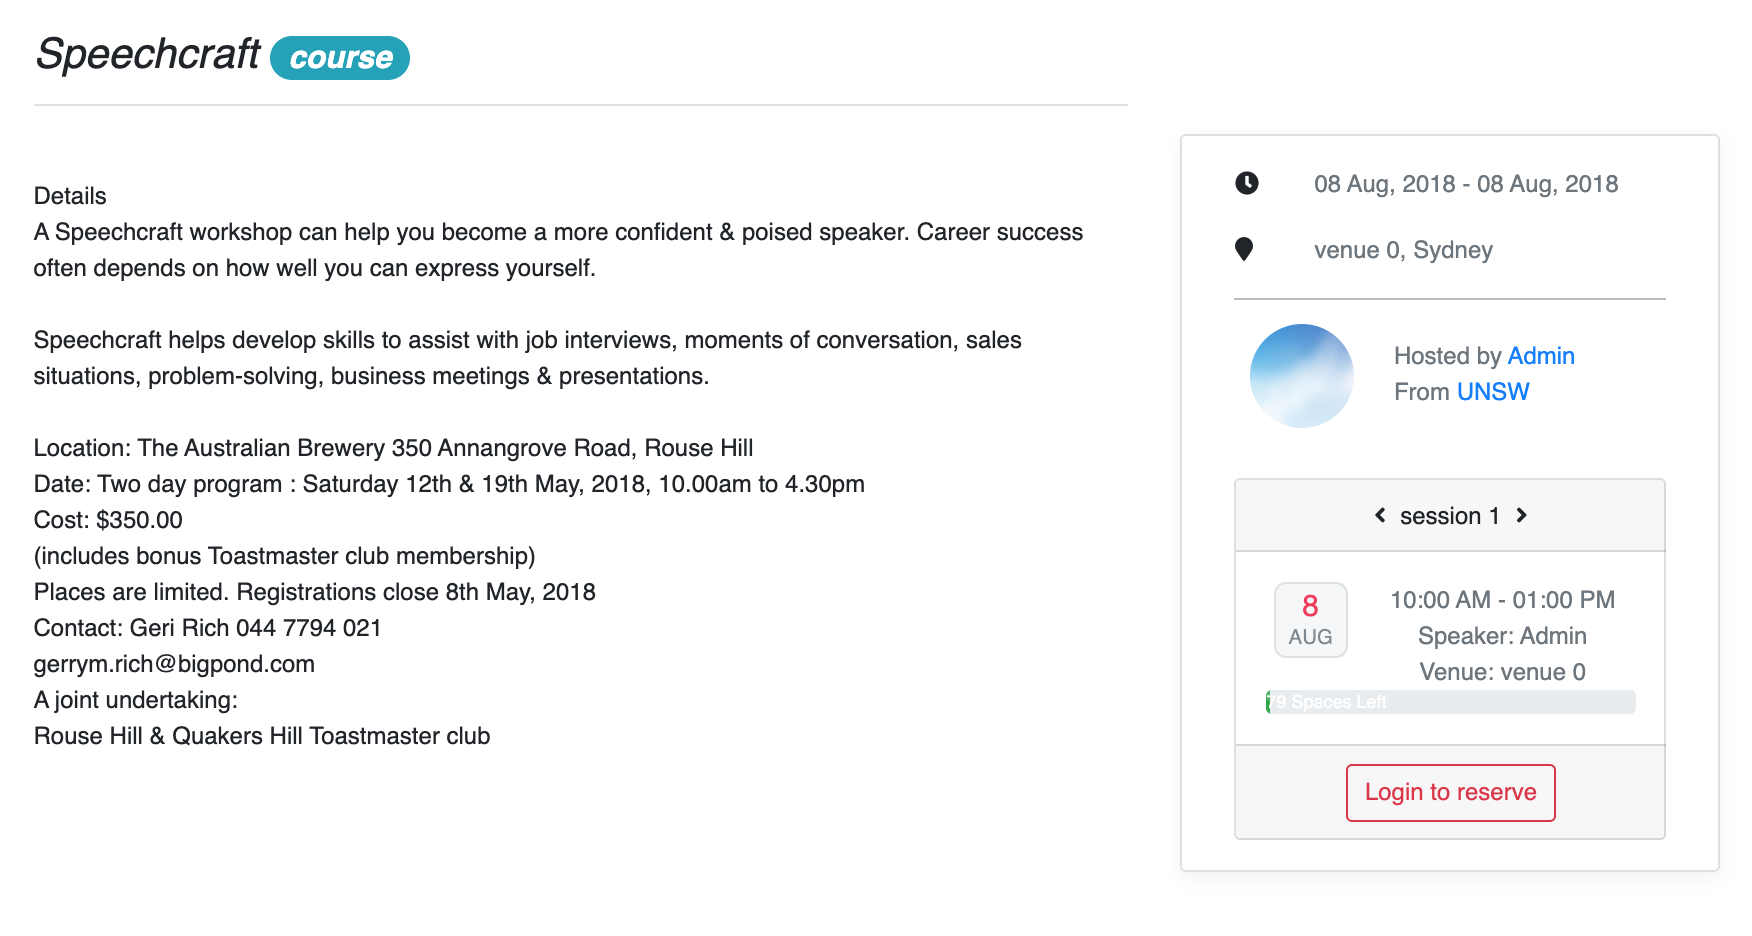 Speechcraft course
Details
A Speechcraft workshop can help you become a more confident & poised speaker. Career success
often depends on how well you can express yourself.
Speechcraft helps develop skills to assist with job interviews, moments of conversation, sales
situations, problem-solving, business meetings & presentations.
Location: The Australian Brewery 350 Annangrove Road, Rouse Hill
Date: Two day program : Saturday 12th & 19th May, 2018, 10.00am to 4.30pm
Cost: $350.00
(includes bonus Toastmaster club membership)
Places are limited. Registrations close 8th May, 2018
Contact: Geri Rich 044 7794 021
gerrym.rich@bigpond.com
A joint undertaking:
Rouse Hill & Quakers Hill Toastmaster club
08 Aug, 2018 - 08 Aug, 2018
venue 0, Sydney
Hosted by Admin
From UNSW
session 1
8
AUG
10:00 AM - 01:00 PM
Speaker: Admin
Venue: venue 0
79 Spaces Left
Login to reserve